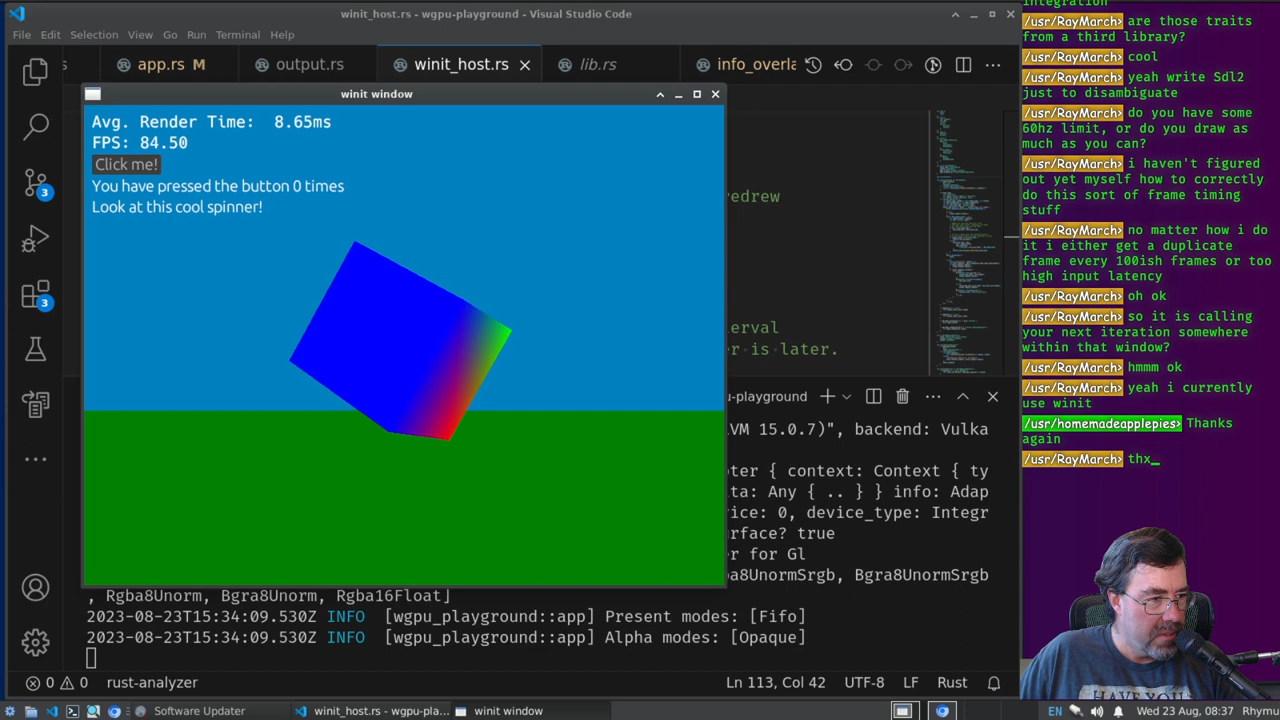 winit_host.rs - wgpu-playground - Visual Studio Code
File Edit Selection View Go Run Terminal Help
s app.rs M output. winit_host.rs lib.rs info_overla
winit window
Avg. Render Time: 8.65ms
FPS: 84.50
Click me!
You have pressed the button 0 times
Look at this cool spinner!
redrew
erval
r is later.
u-playground
VM 15.0.7)", backend: Vulka
ter { context: Context { ty
ta: Any { .. } } info: Adap
ice: 0, device_type: Integr
rface? true
r for Gl
a8UnormSrgb, Bgra8UnormSrgb
, Rgba8Unorm, Bgra8Unorm, Rgba16Float]
2023-08-23T15:34:09.530Z INFO [wgpu_playground::app] Present modes: [Fifo]
2023-08-23T15:34:09.530Z INFO [wgpu_playground::app] Alpha modes: [Opaque]
3
3
0 0 rust-analyzer Ln 113, Col 42 UTF-8 LF Rust
Software Updater winit_host.rs - wgpu-pla... winit window EN Wed 23 Aug, 08:37 Rhymu
integration
/usr/RayMarch> are those traits
from a third library?
/usr/RayMarch> cool
/usr/RayMarch> yeah write Sdl2
just to disambiguate
/usr/RayMarch> do you have some
60hz limit, or do you draw as
much as you can?
/usr/RayMarch> i haven't figured
out yet myself how to correctly
do this sort of frame timing
stuff
/usr/RayMarch> no matter how i do
it i either get a duplicate
frame every 100ish frames or too
high input latency
/usr/RayMarch> oh ok
/usr/RayMarch> so it is calling
your next iteration somewhere
within that window?
/usr/RayMarch> hmmm ok
/usr/RayMarch> yeah i currently
use winit
/usr/homemadeapplepies> Thanks
again
/usr/RayMarch> thx_
HAVE YOU